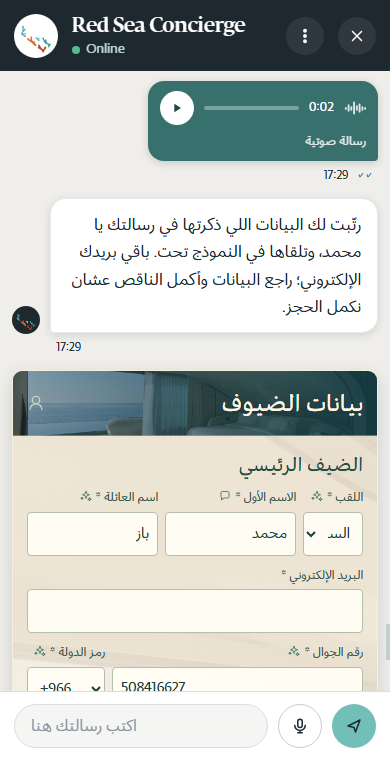 Red Sea Concierge
Online
0:02
رسالة صوتية
17:29
رتّبت لك البيانات اللي ذكرتها في رسالتك يا
محمد، وتلقاها في النموذج تحت. باقي بريدك
الإلكتروني؛ راجع البيانات وأكمل الناقص عشان
نكمل الحجز.
17:29
بيانات الضيوف
الضيف الرئيسي
اللقب *
الاسم الأول *
اسم العائلة *
السـ
محمد
باز
البريد الإلكتروني *
رقم الجوال *
رمز الدولة *
508416627
+966
اكتب رسالتك هنا